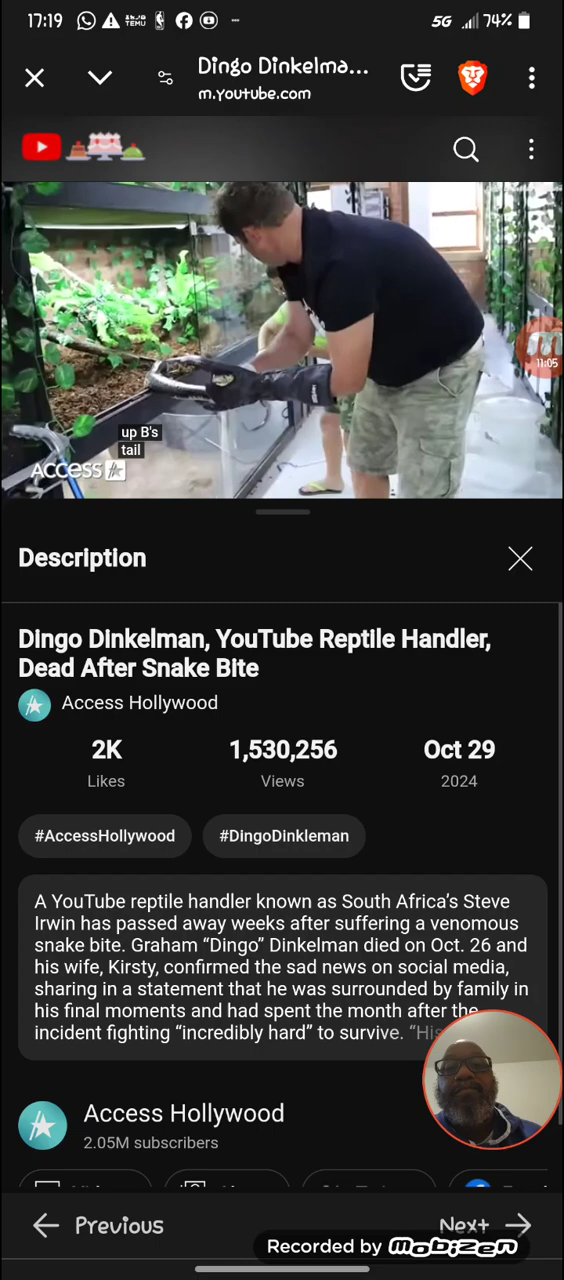 17:19
TEMU
5G
74%
Dingo Dinkelma...
m.youtube.com
11:05
up B's
tail
ACCESS
Description
Dingo Dinkelman, YouTube Reptile Handler,
Dead After Snake Bite
Access Hollywood
2K
1,530,256
Oct 29
Likes
Views
2024
#AccessHollywood
#DingoDinkleman
A YouTube reptile handler known as South Africa's Steve
Irwin has passed away weeks after suffering a venomous
snake bite. Graham “Dingo” Dinkelman died on Oct. 26 and
his wife, Kirsty, confirmed the sad news on social media,
sharing in a statement that he was surrounded by family in
his final moments and had spent the month after the
incident fighting “incredibly hard” to survive. “His
Access Hollywood
2.05M subscribers
Previous
Next
Recorded by Mobizen